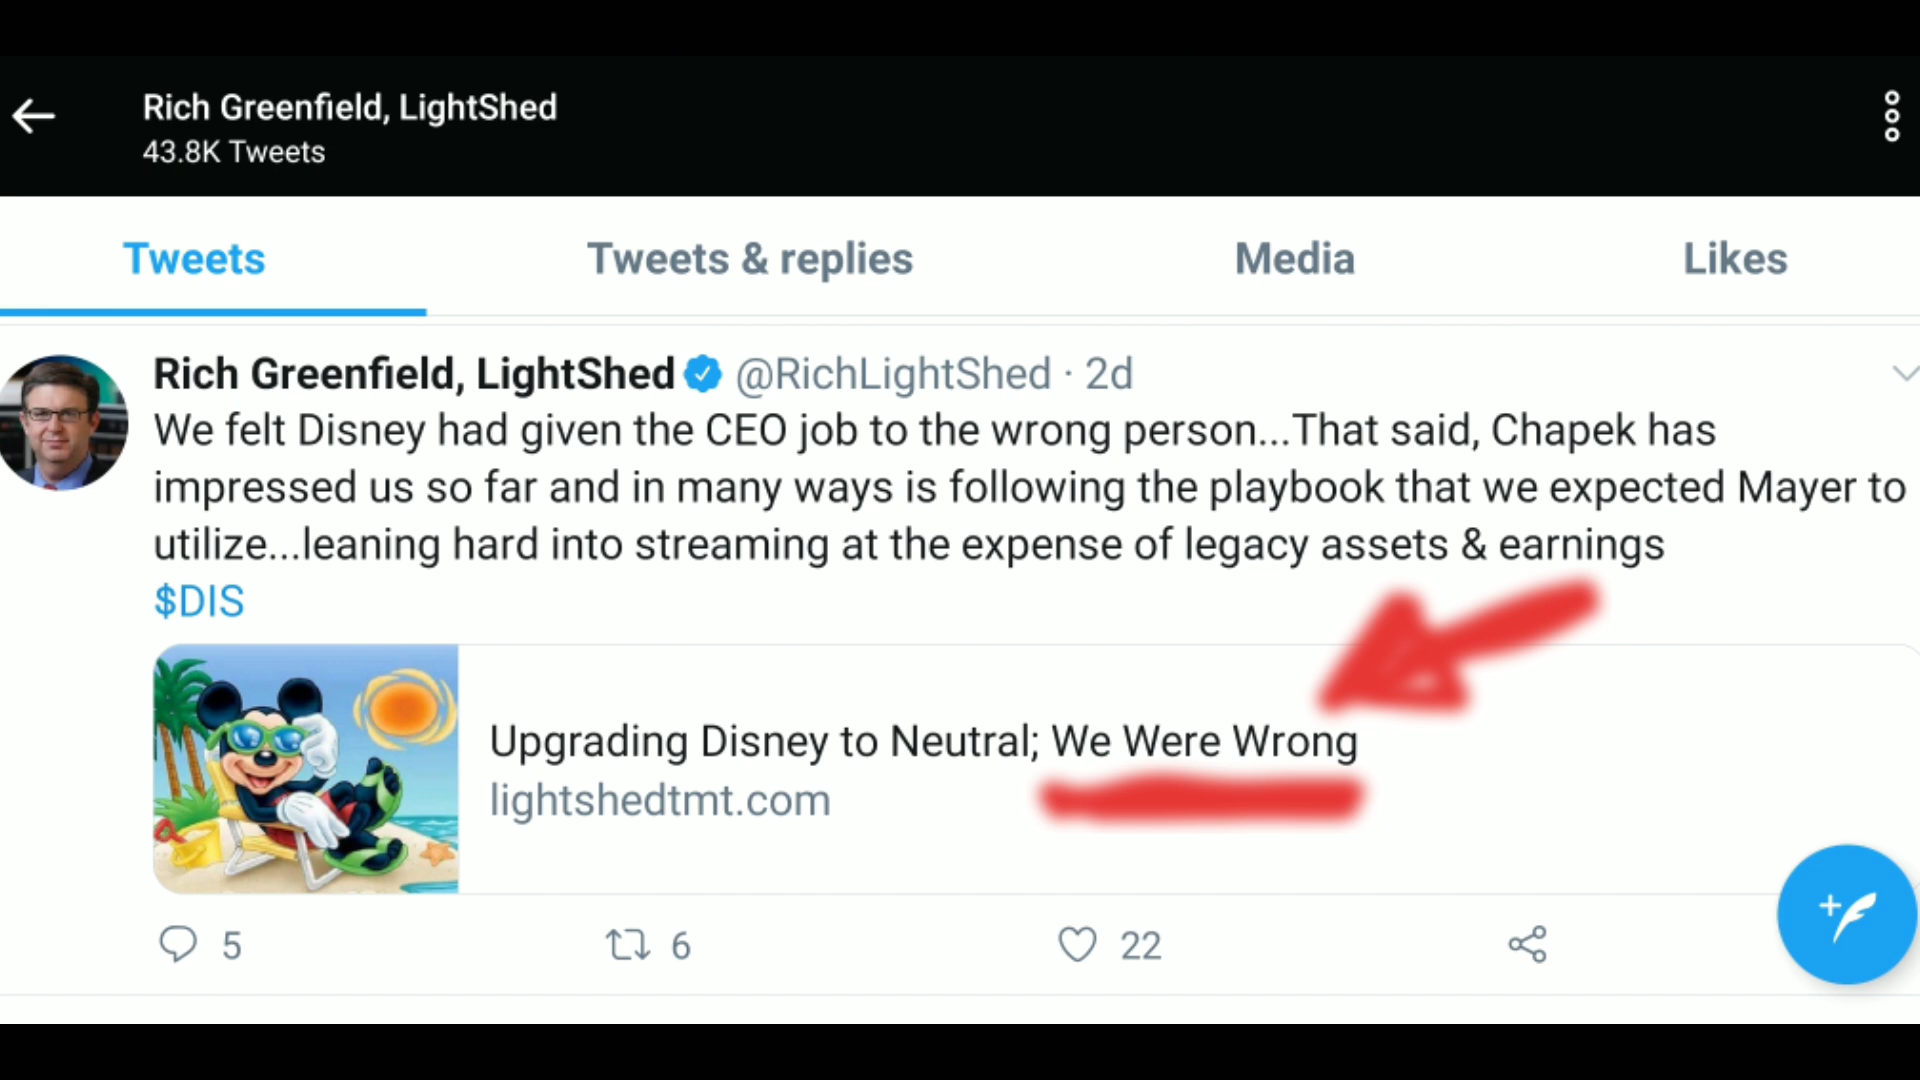 Rich Greenfield, LightShed
43.8K Tweets
Tweets
Tweets & replies
Media
Likes
Rich Greenfield, LightShed @RichLightShed · 2d
We felt Disney had given the CEO job to the wrong person...That said, Chapek has
impressed us so far and in many ways is following the playbook that we expected Mayer to
utilize...leaning hard into streaming at the expense of legacy assets & earnings
$DIS
Upgrading Disney to Neutral; We Were Wrong
lightshedtmt.com
5
6
22